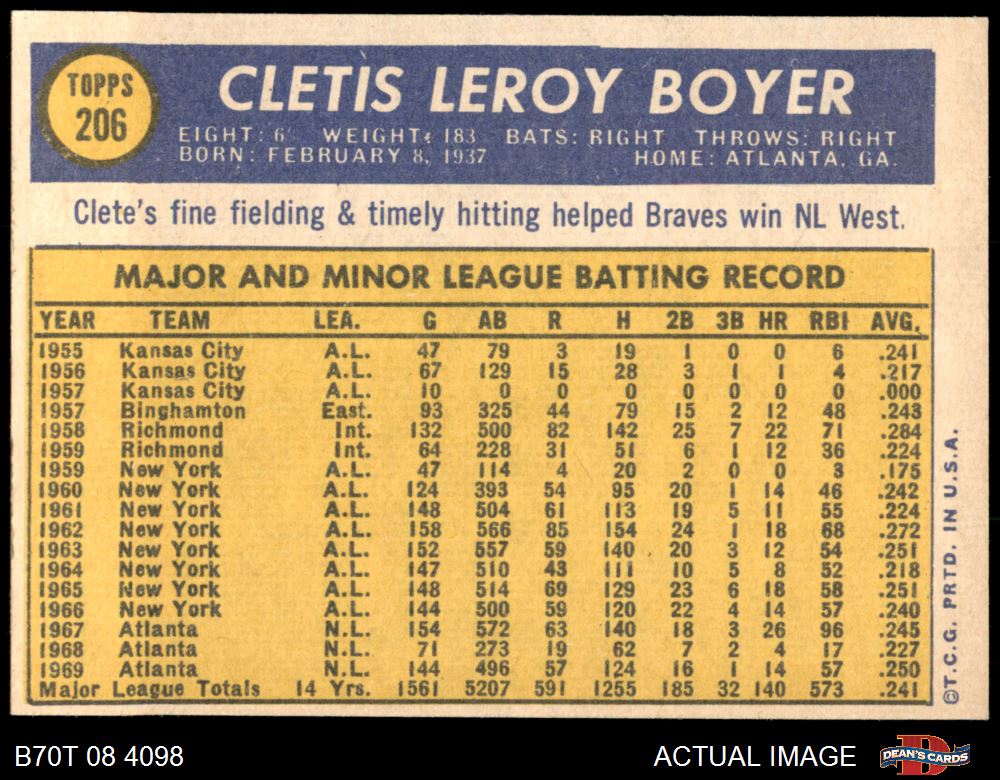 TOPPS
206
CLETIS LEROY BOYER
EIGHT: 6' WEIGHT: 183 BATS: RIGHT THROWS: RIGHT
BORN: FEBRUARY 8, 1937 HOME: ATLANTA, GA.
Clete's fine fielding & timely hitting helped Braves win NL West.
MAJOR AND MINOR LEAGUE BATTING RECORD
YEAR TEAM LEA. G AB R H 2B 3B HR RBI AVG.
1955 Kansas City A.L. 47 79 3 19 1 0 0 6 .241
1956 Kansas City A.L. 67 129 15 28 3 1 1 4 .217
1957 Kansas City A.L. 10 0 0 0 0 0 0 0 .000
1957 Binghamton East. 93 325 44 79 15 2 12 48 .243
1958 Richmond Int. 132 500 82 142 25 7 22 71 .284
1959 Richmond Int. 64 228 31 51 6 1 12 36 .224
1959 New York A.L. 47 114 4 20 2 0 0 3 .175
1960 New York A.L. 124 393 54 95 20 1 14 46 .242
1961 New York A.L. 148 504 61 113 19 5 11 55 .224
1962 New York A.L. 158 566 85 154 24 1 18 68 .272
1963 New York A.L. 152 557 59 140 20 3 12 54 .251
1964 New York A.L. 147 510 43 111 10 5 8 52 .218
1965 New York A.L. 148 514 69 129 23 6 18 58 .251
1966 New York A.L. 144 500 59 120 22 4 14 57 .240
1967 Atlanta N.L. 154 572 63 140 18 3 26 96 .245
1968 Atlanta N.L. 71 273 19 62 7 2 4 17 .227
1969 Atlanta N.L. 144 496 57 124 16 1 14 57 .250
Major League Totals 14 Yrs. 1561 5207 591 1255 185 32 140 573 .241
©T.C.G. PRTD. IN U.S.A.
B70T 08 4098 ACTUAL IMAGE
DEAN'S CARDS